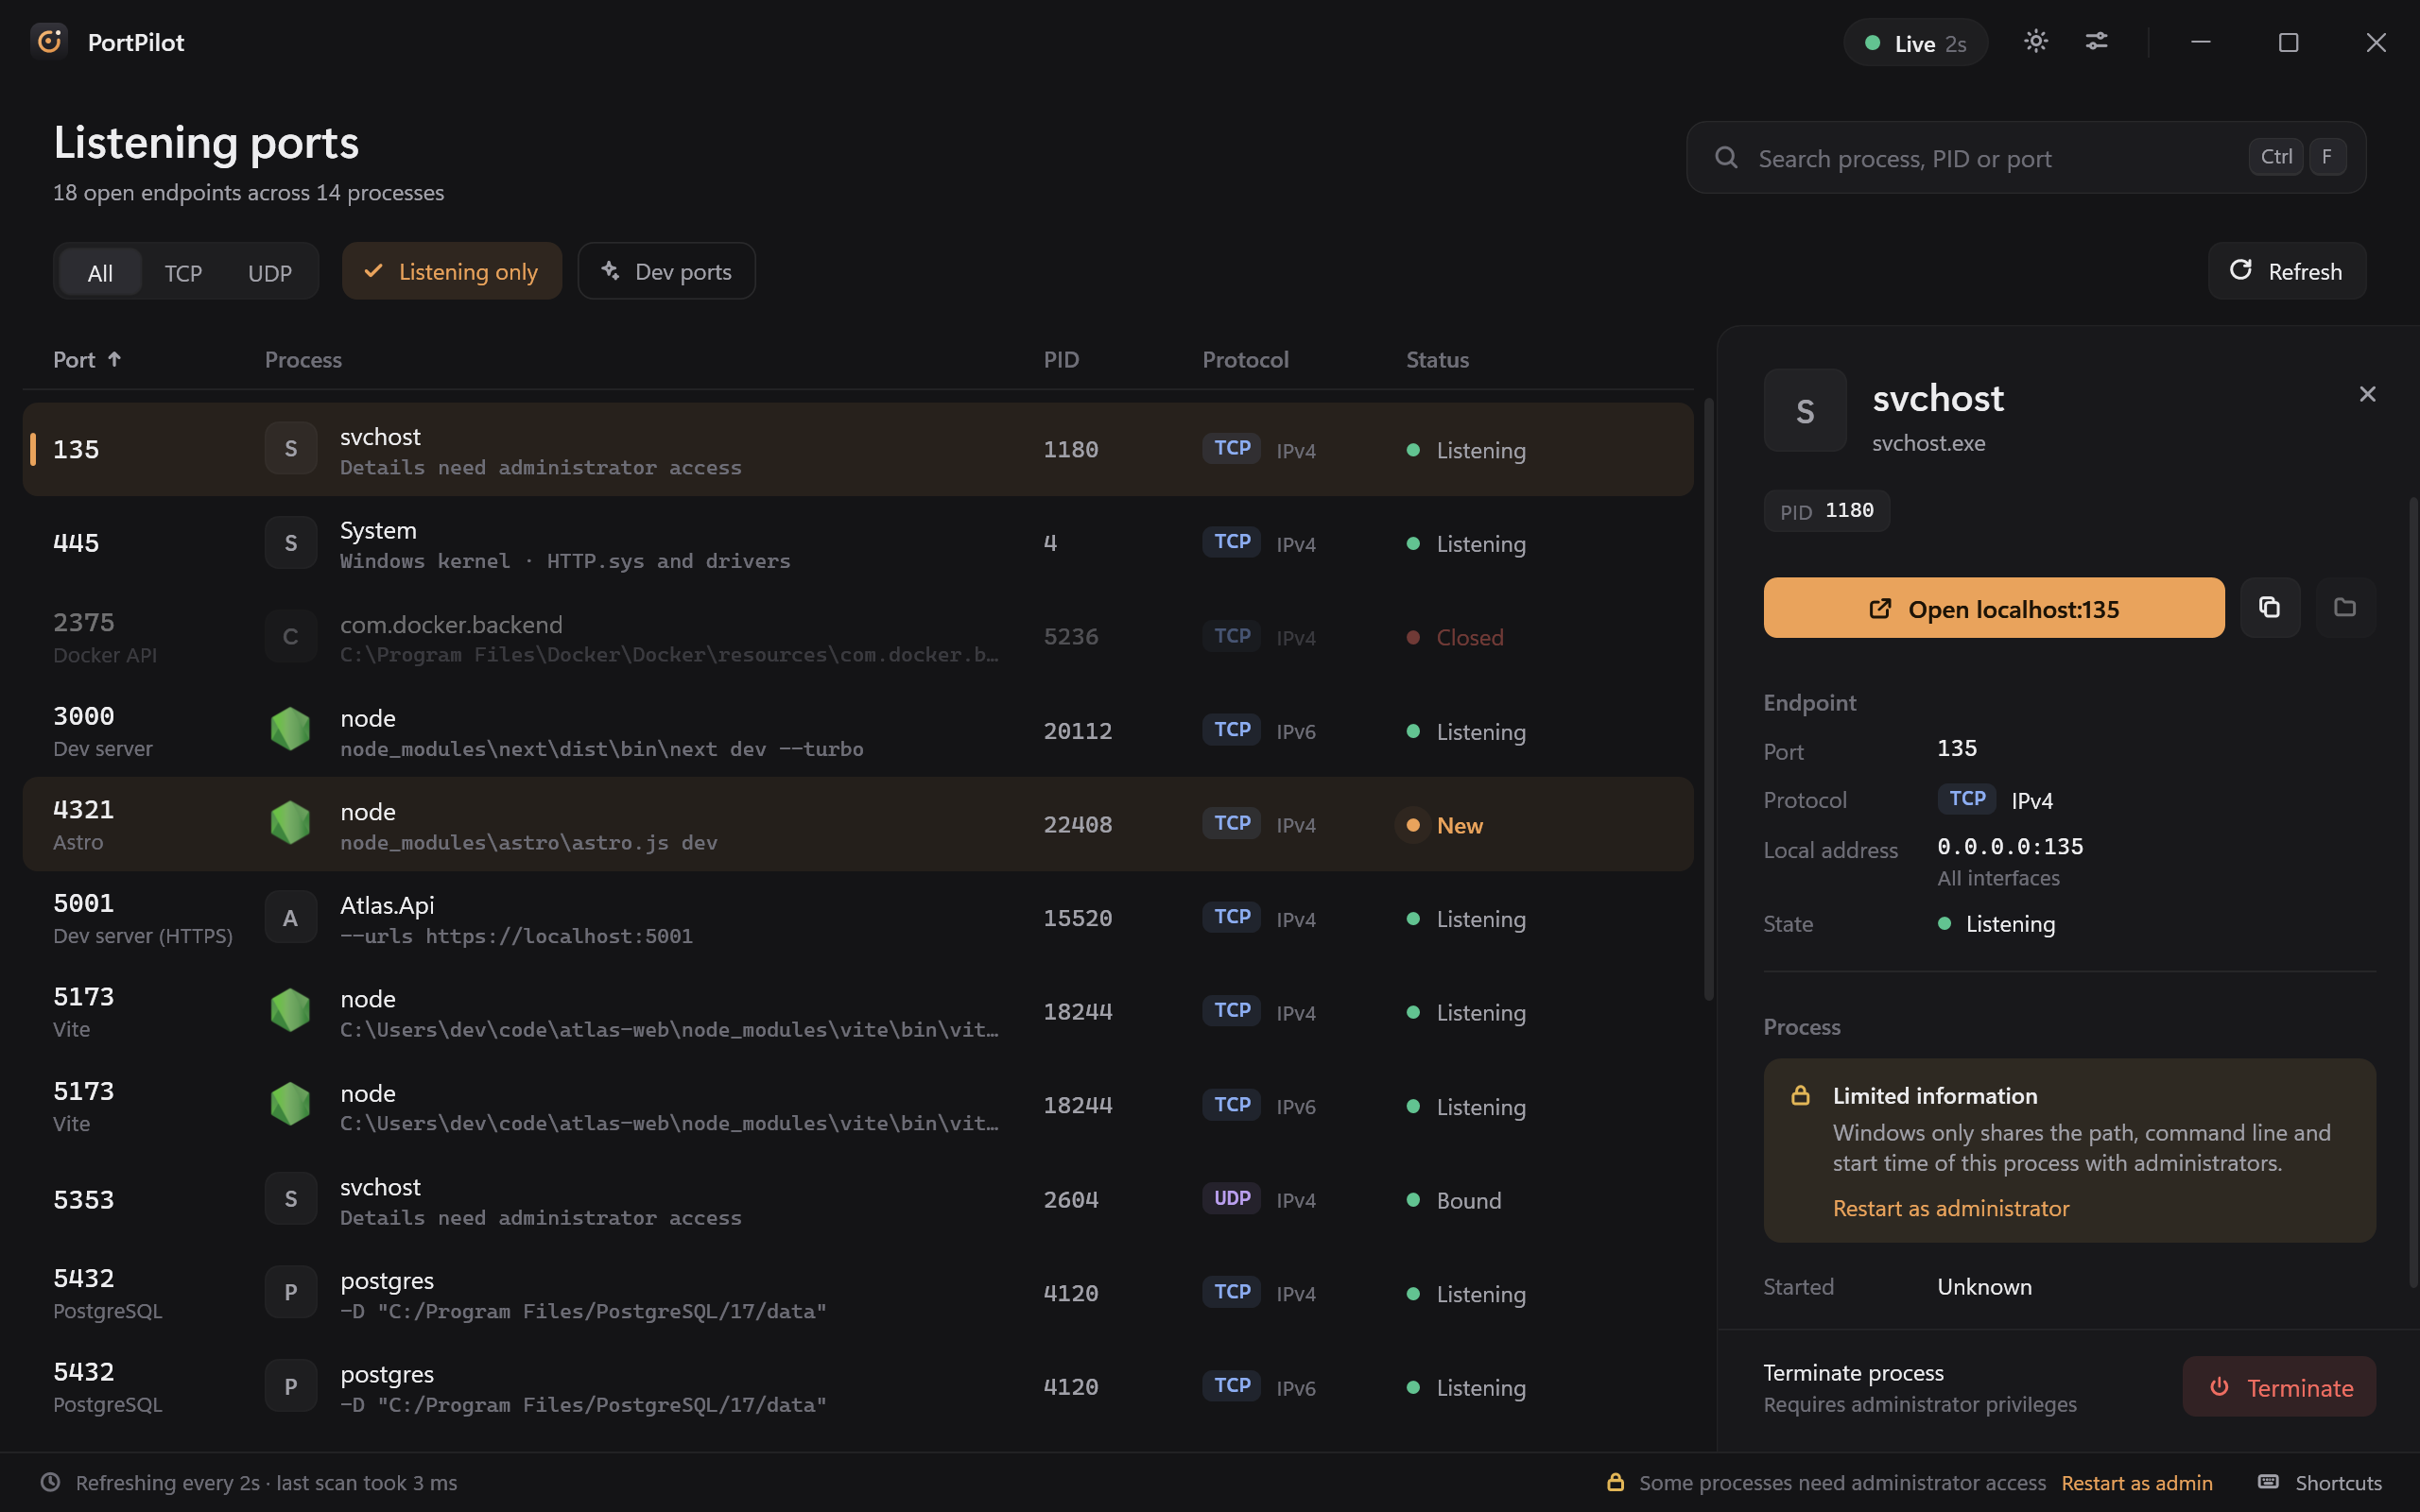 PortPilot
Live 2s
Listening ports
18 open endpoints across 14 processes
Search process, PID or port
Ctrl F
All TCP UDP
Listening only
Dev ports
Refresh
Port Process PID Protocol Status
135 S svchost 1180 TCP IPv4 Listening
Details need administrator access
445 S System 4 TCP IPv4 Listening
Windows kernel · HTTP.sys and drivers
2375 C com.docker.backend 5236 TCP IPv4 Closed
Docker API C:\Program Files\Docker\Docker\resources\com.docker.b…
3000 node 20112 TCP IPv6 Listening
Dev server node_modules\next\dist\bin\next dev --turbo
4321 node 22408 TCP IPv4 New
Astro node_modules\astro\astro.js dev
5001 A Atlas.Api 15520 TCP IPv4 Listening
Dev server (HTTPS) --urls https://localhost:5001
5173 node 18244 TCP IPv4 Listening
Vite C:\Users\dev\code\atlas-web\node_modules\vite\bin\vit…
5173 node 18244 TCP IPv6 Listening
Vite C:\Users\dev\code\atlas-web\node_modules\vite\bin\vit…
5353 S svchost 2604 UDP IPv4 Bound
Details need administrator access
5432 P postgres 4120 TCP IPv4 Listening
PostgreSQL -D "C:/Program Files/PostgreSQL/17/data"
5432 P postgres 4120 TCP IPv6 Listening
PostgreSQL -D "C:/Program Files/PostgreSQL/17/data"
S svchost
svchost.exe
PID 1180
Open localhost:135
Endpoint
Port 135
Protocol TCP IPv4
Local address 0.0.0.0:135
All interfaces
State Listening
Process
Limited information
Windows only shares the path, command line and
start time of this process with administrators.
Restart as administrator
Started Unknown
Terminate process
Requires administrator privileges
Terminate
Refreshing every 2s · last scan took 3 ms
Some processes need administrator access Restart as admin
Shortcuts